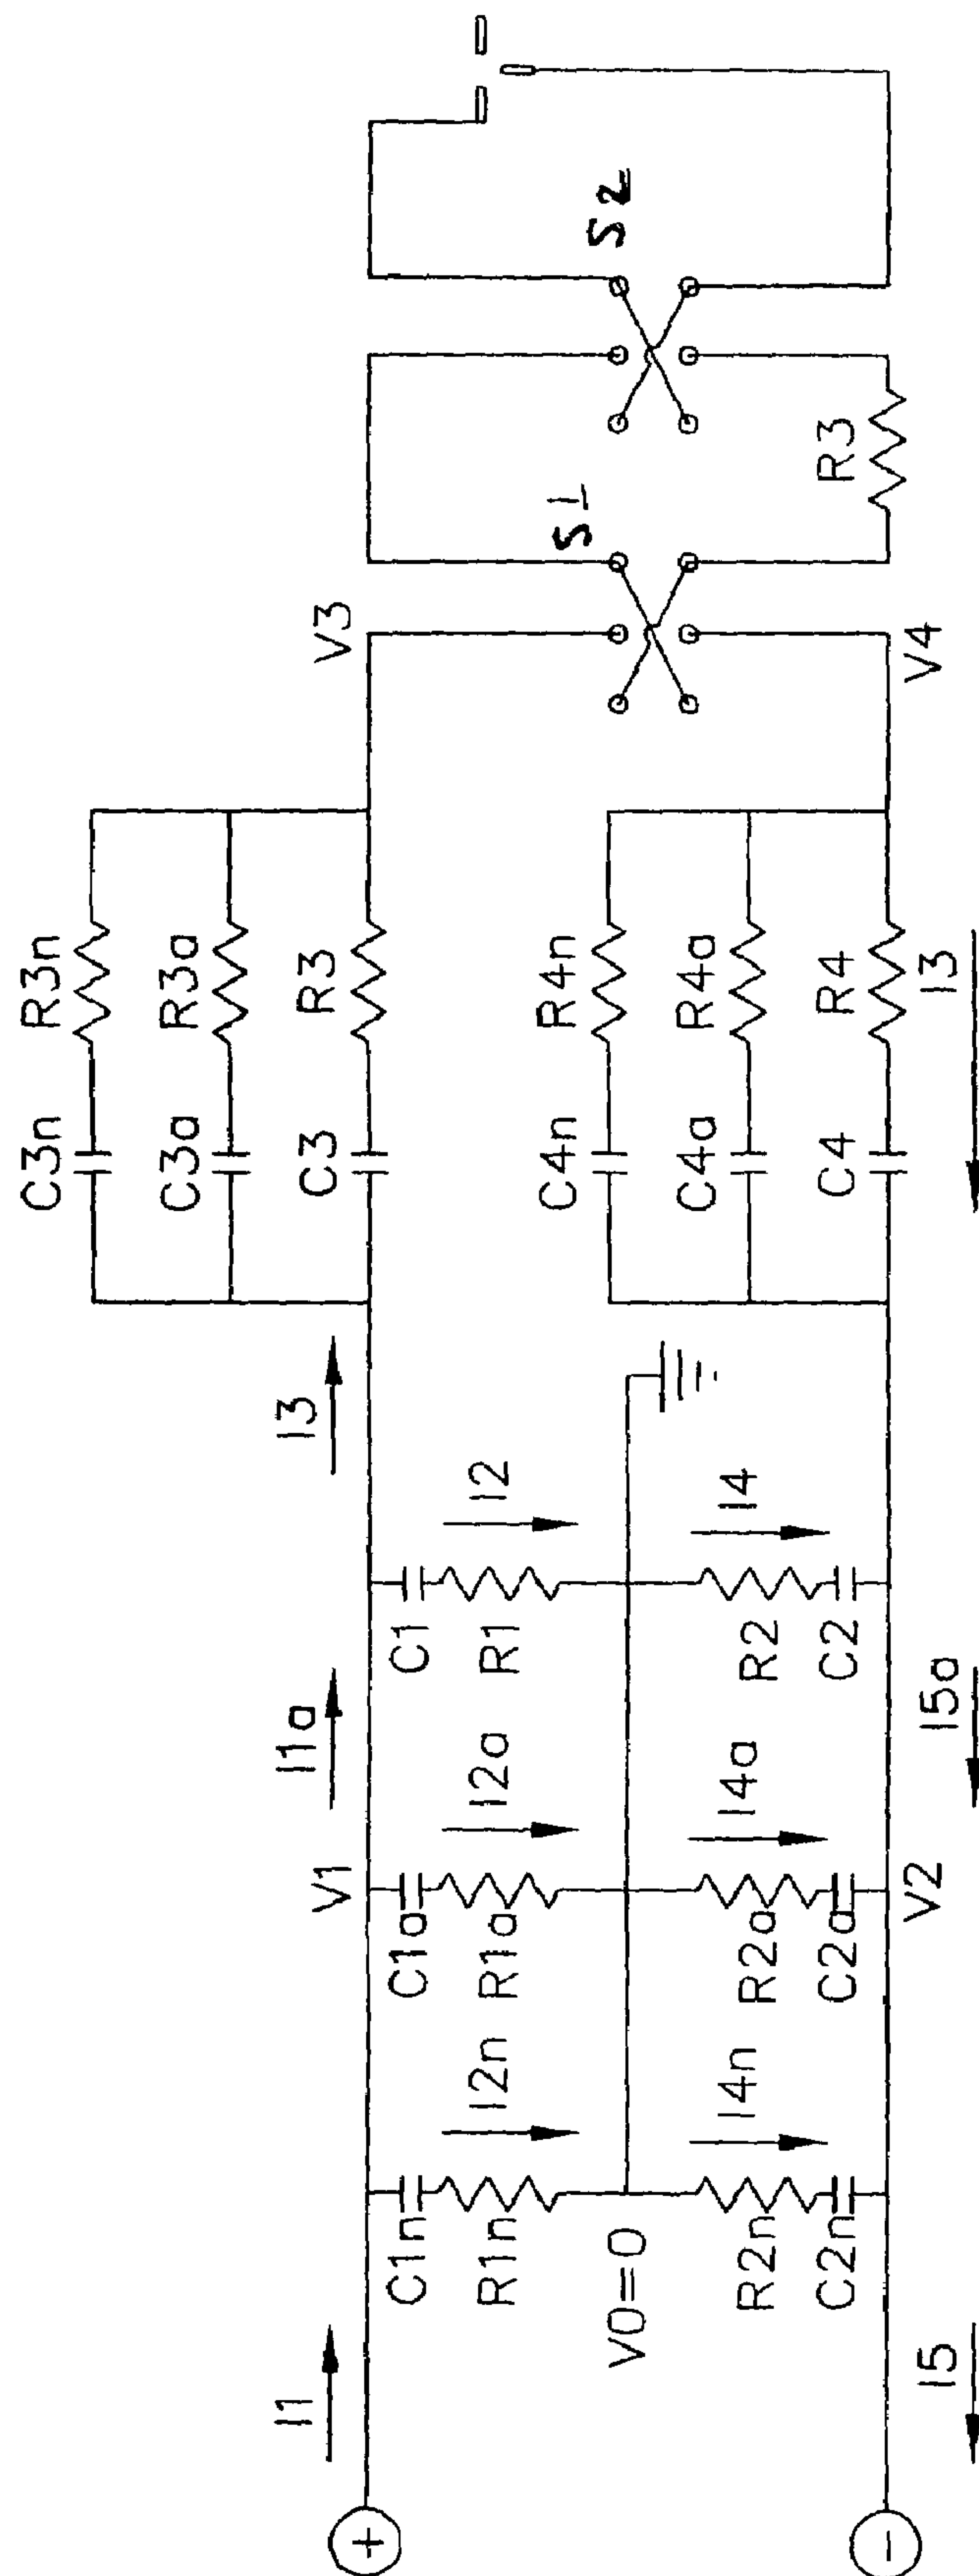 S2
S1
R3
V3
V4
C3n
R3n
C3a
R3a
C3
R3
C4n
R4n
C4a
R4a
C4
R4
I3
I3
I2
I4
C1
R1
R2
C2
I1a
I5a
V1
I2a
I4a
C1a
R1a
R2a
C2a
V2
I2n
I4n
C1n
R1n
V0=0
R2n
C2n
I1
I5
+
-